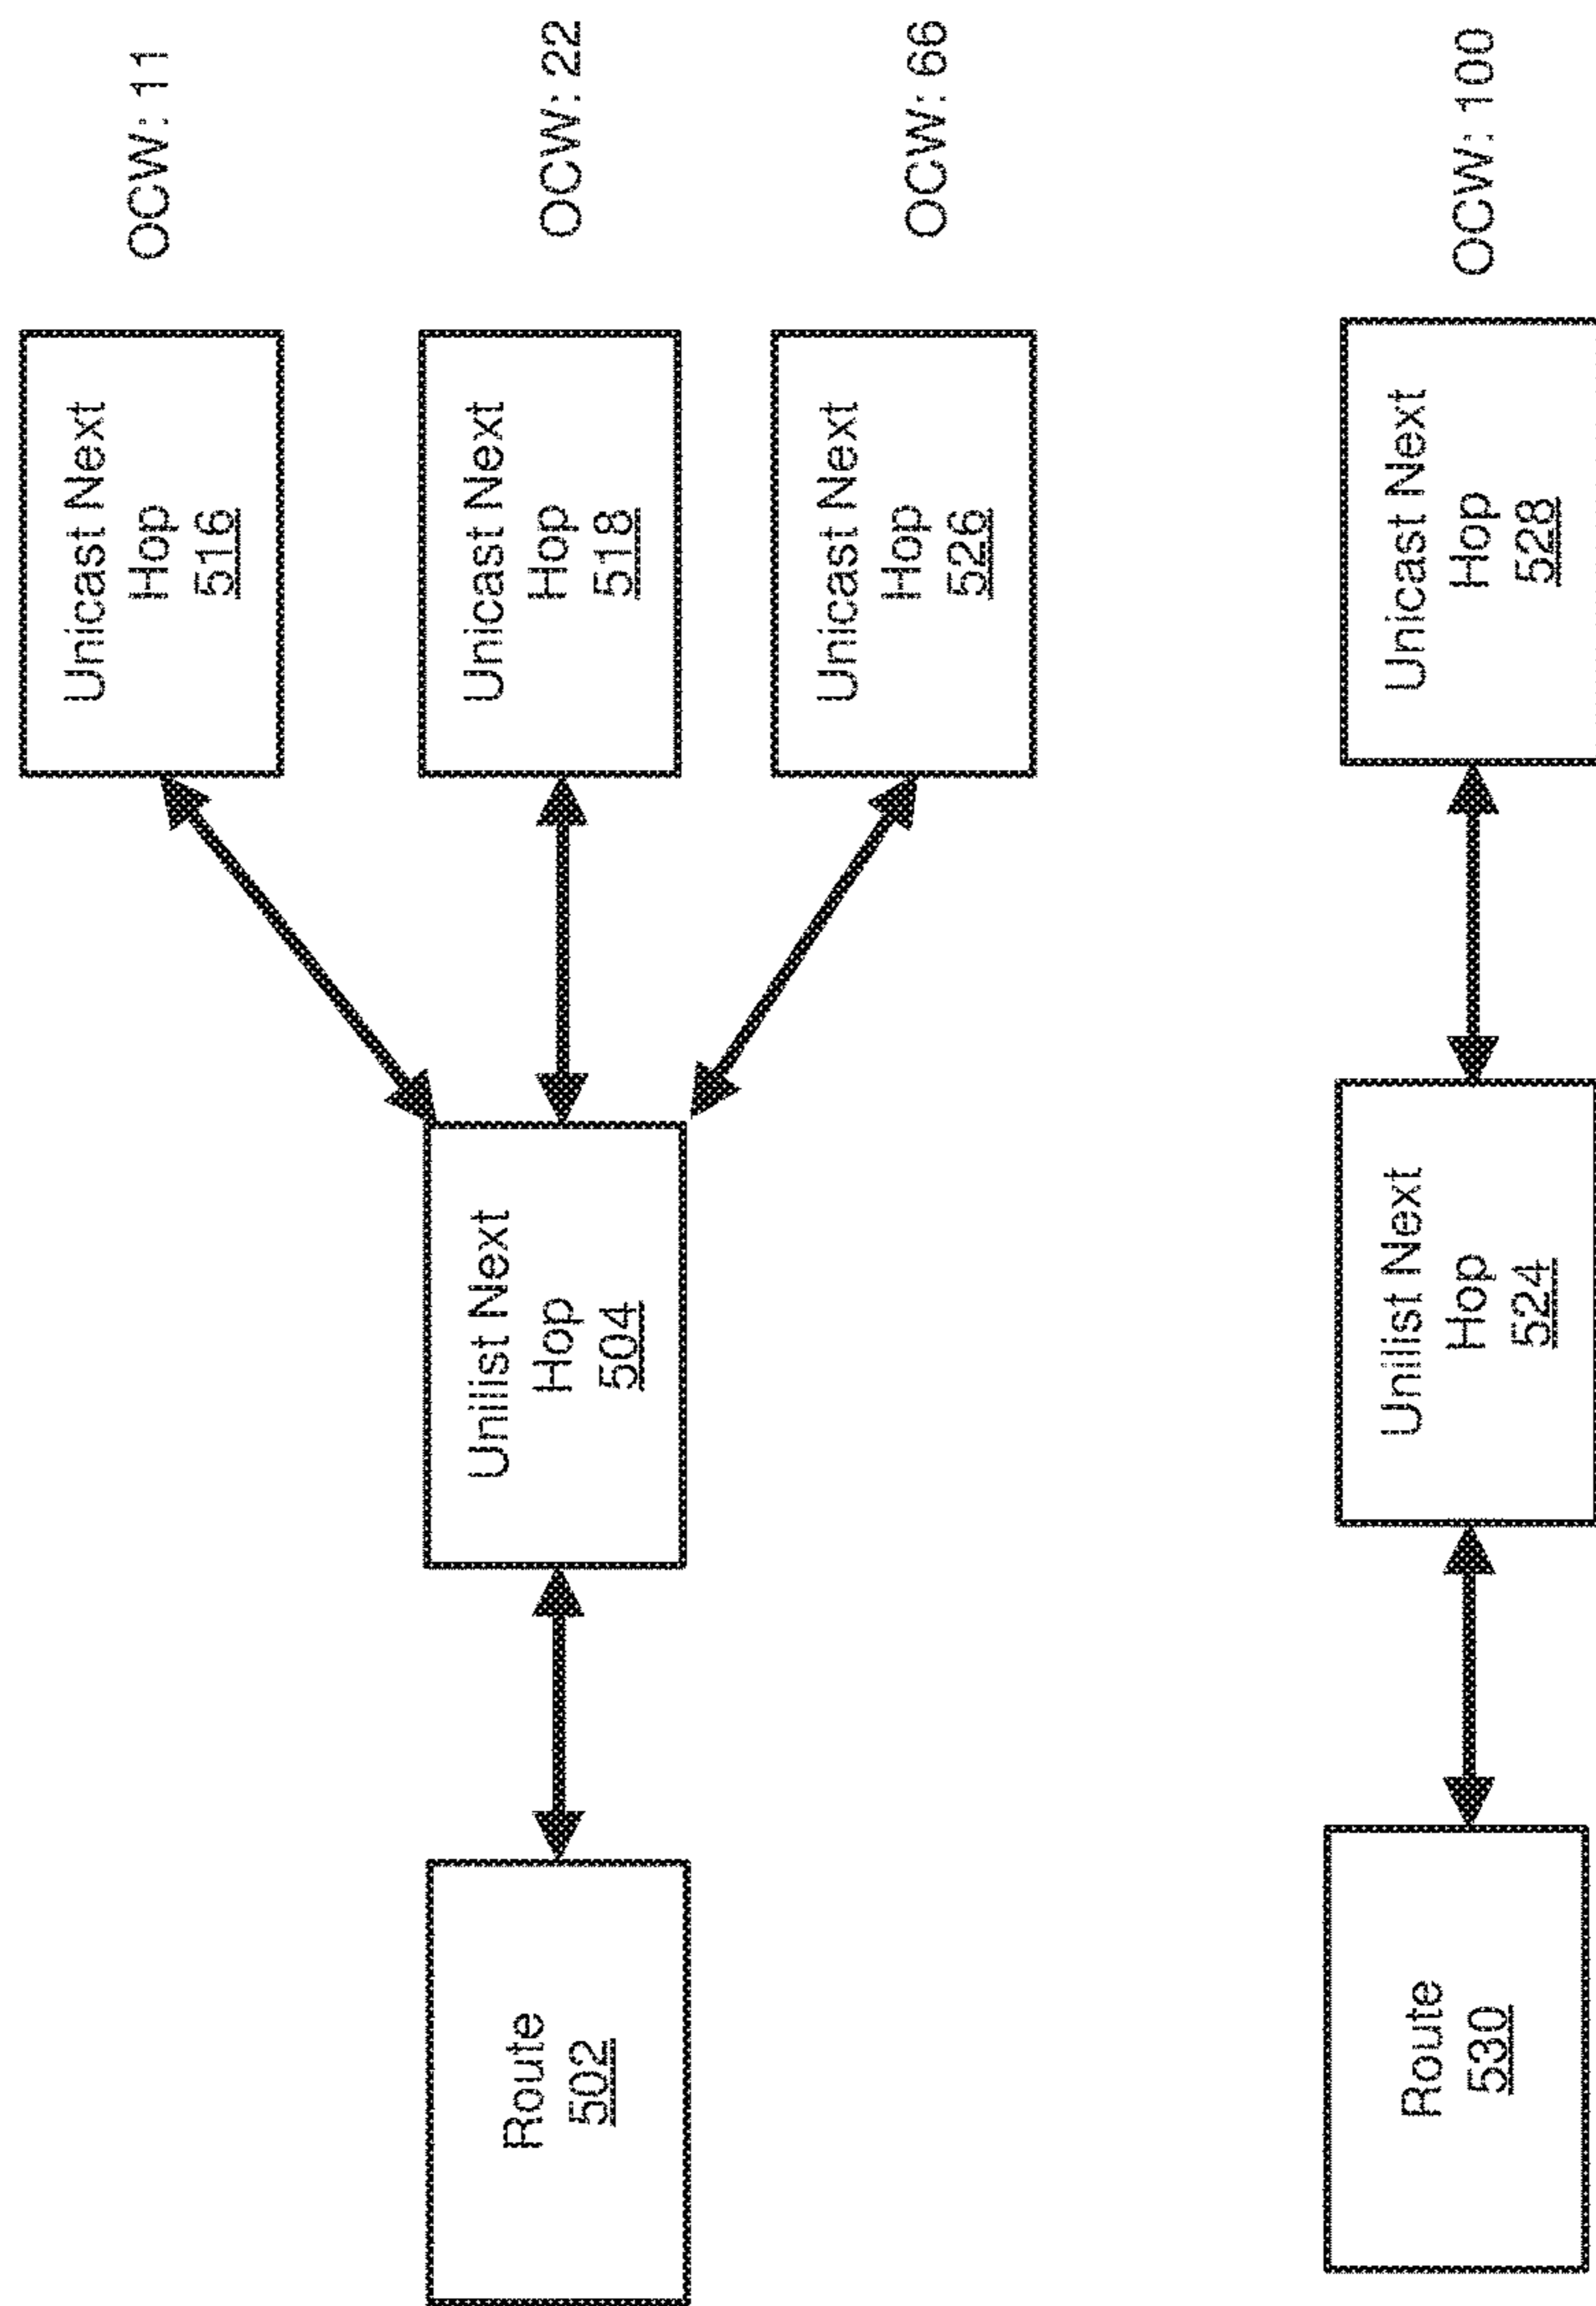 Route
502
Unilist Next
Hop
504
Unicast Next
Hop
516
OCW: 11
Unicast Next
Hop
518
OCW: 22
Unicast Next
Hop
526
OCW: 66
Route
530
Unilist Next
Hop
524
Unicast Next
Hop
528
OCW: 100